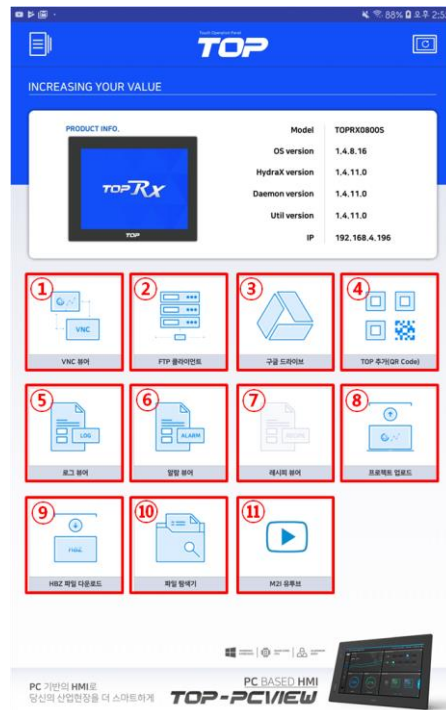 88% 오후 2:5
Touch Operation Panel
TOP
INCREASING YOUR VALUE
PRODUCT INFO.
TOPRX
TOP
Model TOPRX0800S
OS version 1.4.8.16
HydraX version 1.4.11.0
Daemon version 1.4.11.0
Util version 1.4.11.0
IP 192.168.4.196
① ② ③ ④
VNC
VNC 뷰어 FTP 클라이언트 구글 드라이브 TOP 추가(QR Code)
⑤ ⑥ ⑦ ⑧
LOG ALARM RECIPE
로그 뷰어 알람 뷰어 레시피 뷰어 프로젝트 업로드
⑨ ⑩ ⑪
HBZ
HBZ 파일 다운로드 파일 탐색기 M2I 유투브
PC 기반의 HMI로
당신의 산업현장을 더 스마트하게
PC BASED HMI
TOP-PCVIEW